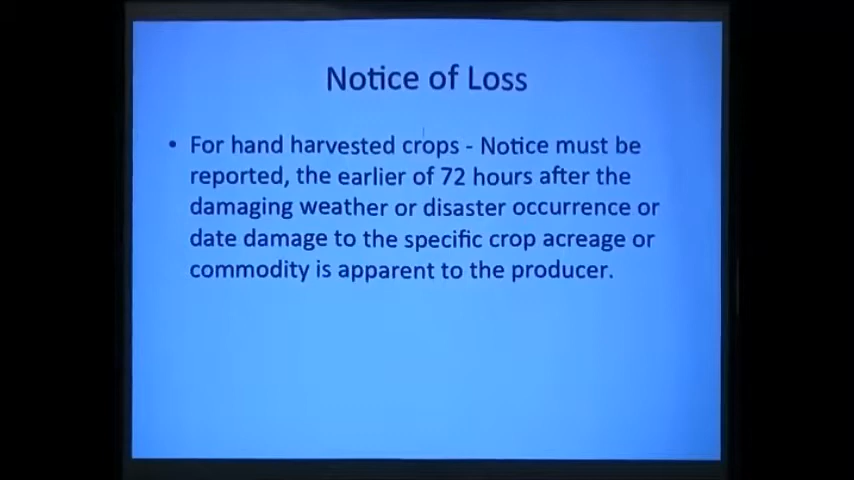 Notice of Loss
• For hand harvested crops - Notice must be
reported, the earlier of 72 hours after the
damaging weather or disaster occurrence or
date damage to the specific crop acreage or
commodity is apparent to the producer.